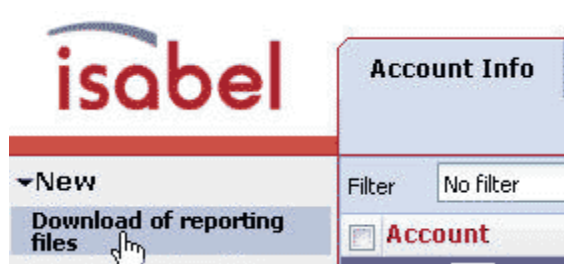 isabel
Account Info
New
Filter No filter
Download of reporting
files
Account